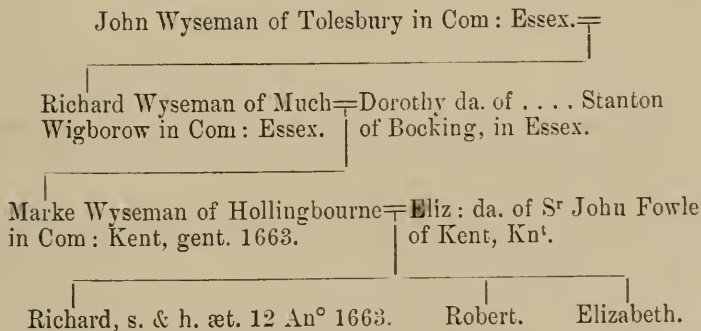 John Wyseman of Tolesbury in Com : Essex.
Richard Wyseman of Much Wigborow in Com : Essex.
Dorothy da. of . . . . Stanton of Bocking, in Essex.
Marke Wyseman of Hollingbourne in Com : Kent, gent. 1663.
Eliz : da. of Sʳ John Fowle of Kent, Knᵗ.
Richard, s. & h. æt. 12 An° 1663. Robert. Elizabeth.